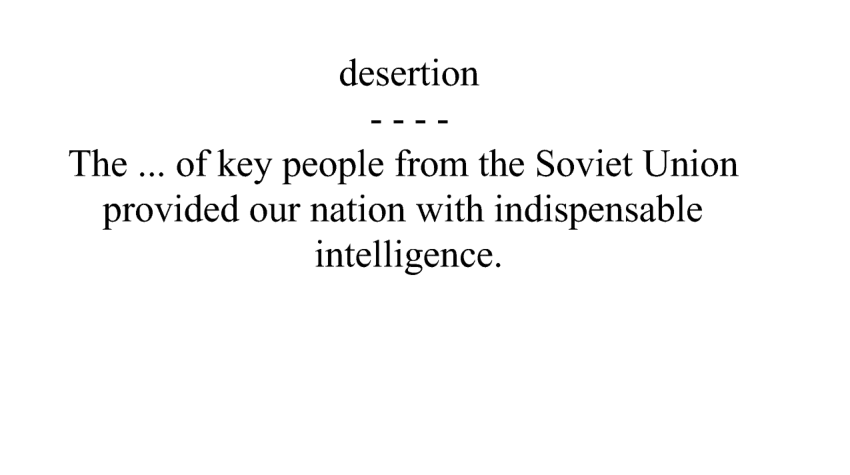 desertion
- - - -
The ... of key people from the Soviet Union
provided our nation with indispensable
intelligence.